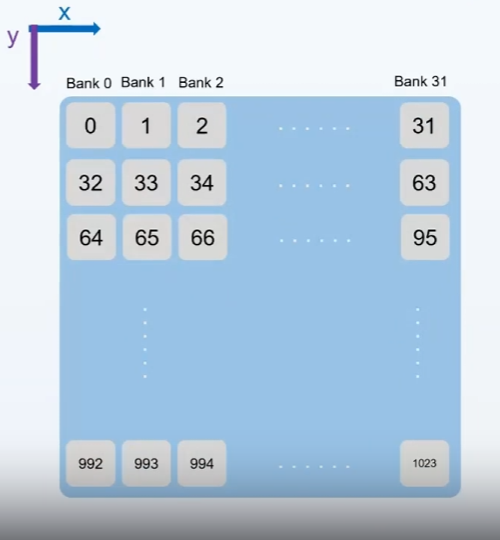 x
y
Bank 0 Bank 1 Bank 2 Bank 31
0 1 2 . . . . . . 31
32 33 34 . . . . . . 63
64 65 66 . . . . . . 95
992 993 994 . . . . . . 1023